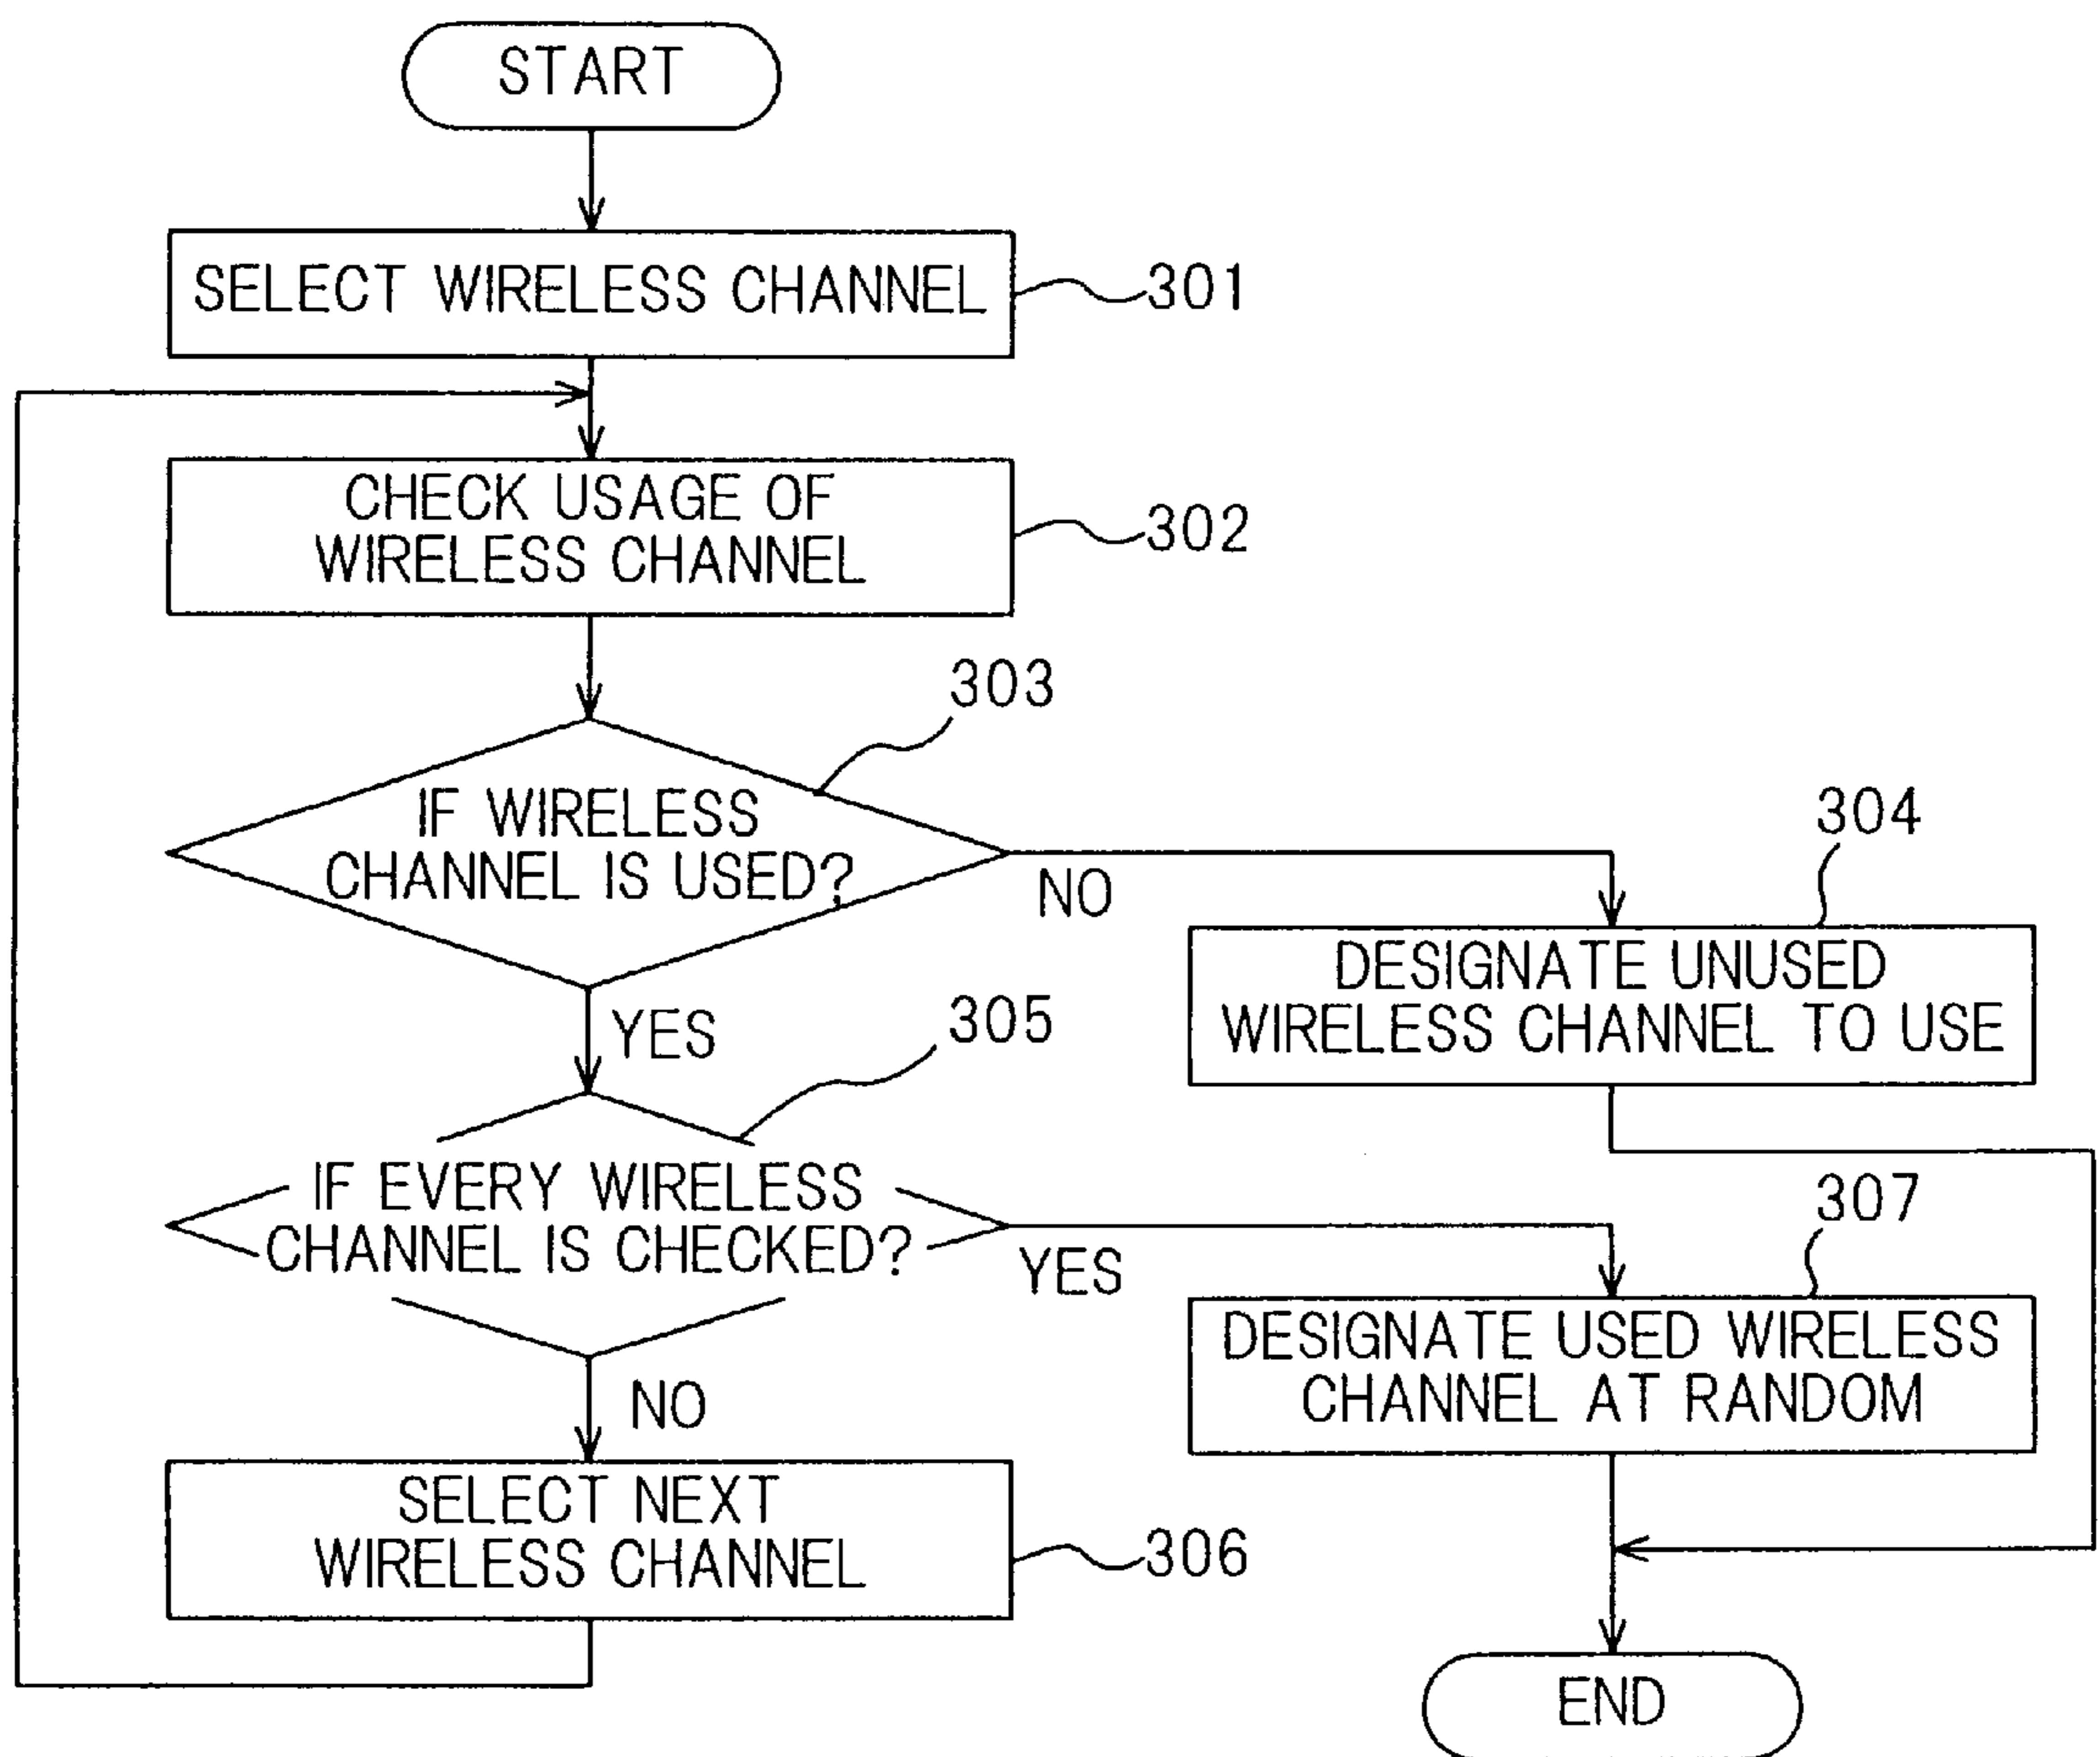 START
SELECT WIRELESS CHANNEL
301
CHECK USAGE OF
WIRELESS CHANNEL
302
303
IF WIRELESS
CHANNEL IS USED?
NO
YES
304
DESIGNATE UNUSED
WIRELESS CHANNEL TO USE
305
IF EVERY WIRELESS
CHANNEL IS CHECKED?
YES
NO
307
DESIGNATE USED WIRELESS
CHANNEL AT RANDOM
SELECT NEXT
WIRELESS CHANNEL
306
END